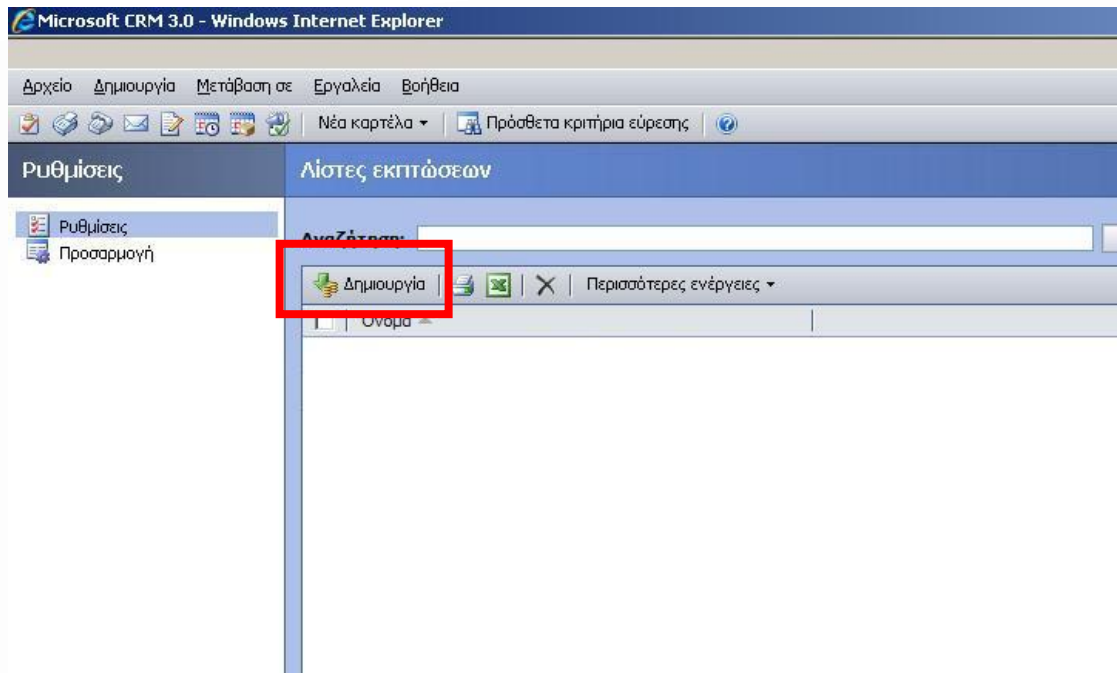 Microsoft CRM 3.0 - Windows Internet Explorer
Αρχείο Δημιουργία Μετάβαση σε Εργαλεία Βοήθεια
Νέα καρτέλα Πρόσθετα κριτήρια εύρεσης
Ρυθμίσεις Λίστες εκπτώσεων
Ρυθμίσεις
Προσαρμογή
Αναζήτηση:
Δημιουργία Περισσότερες ενέργειες
Όνομα